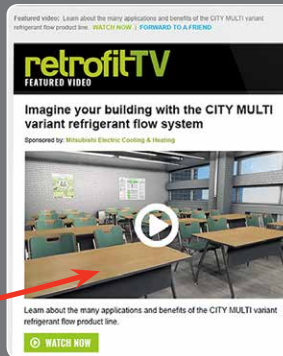 Featured video: Learn about the many applications and benefits of the CITY MULTI variant
refrigerant flow product line. WATCH NOW | FORWARD TO A FRIEND
retrofitTV
FEATURED VIDEO
Imagine your building with the CITY MULTI
variant refrigerant flow system
Sponsored by: Mitsubishi Electric Cooling & Heating
Learn about the many applications and benefits of the CITY MULTI variant
refrigerant flow product line.
WATCH NOW